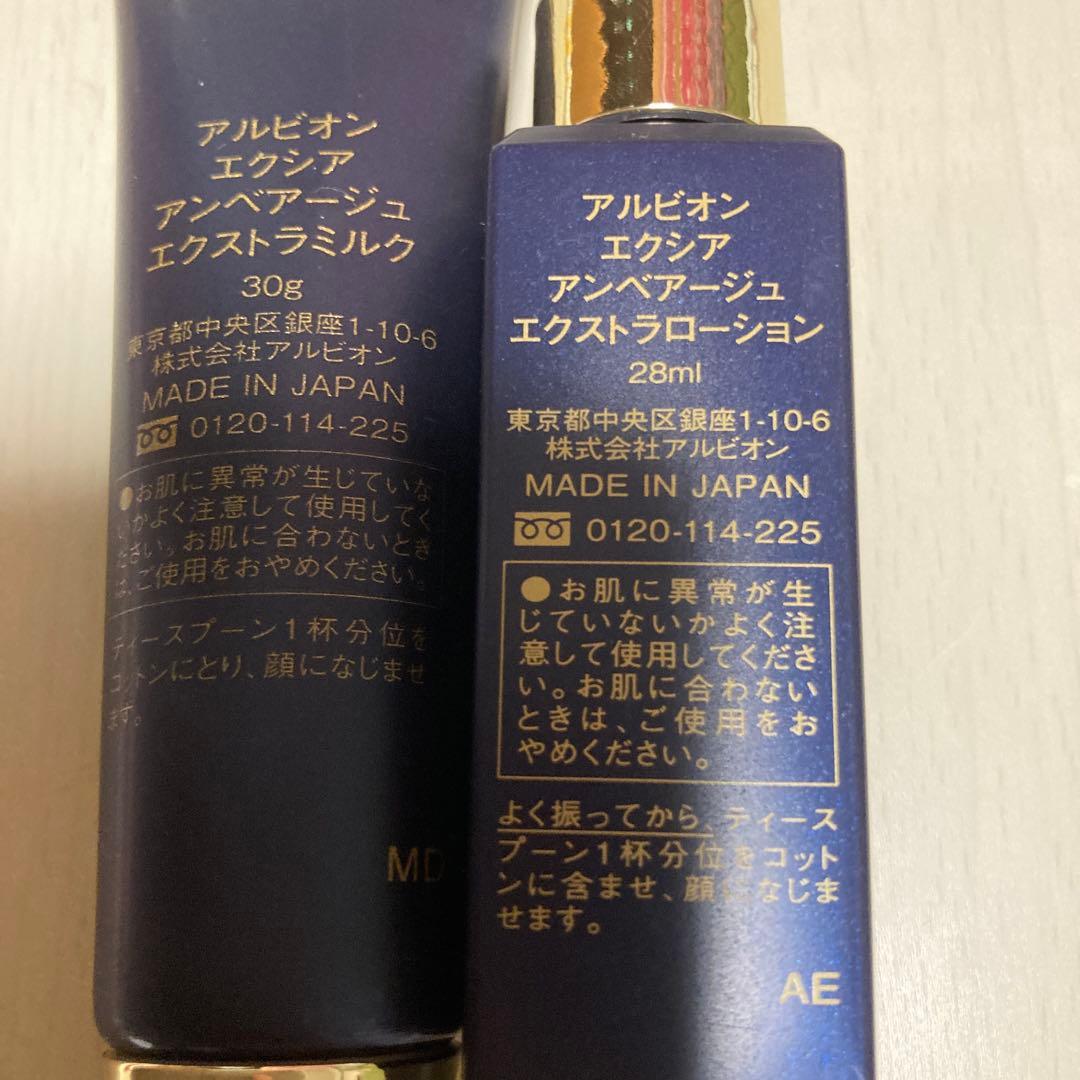 アルビオン
エクシア
アンベアージュ
エクストラミルク
30g
東京都中央区銀座1-10-6
株式会社アルビオン
MADE IN JAPAN
0120-114-225
●お肌に異常が生じていな
いかよく注意して使用してく
ださい。お肌に合わないとき
は、ご使用をおやめください。
ティースプーン1杯分位を
コットンにとり、顔になじませ
ます。
MD
アルビオン
エクシア
アンベアージュ
エクストラローション
28ml
東京都中央区銀座1-10-6
株式会社アルビオン
MADE IN JAPAN
0120-114-225
●お肌に異常が生
じていないかよく注
意して使用してくださ
い。お肌に合わない
ときは、ご使用をお
やめください。
よく振ってから、ティース
プーン1杯分位をコット
ンに含ませ、顔になじま
せます。
AE